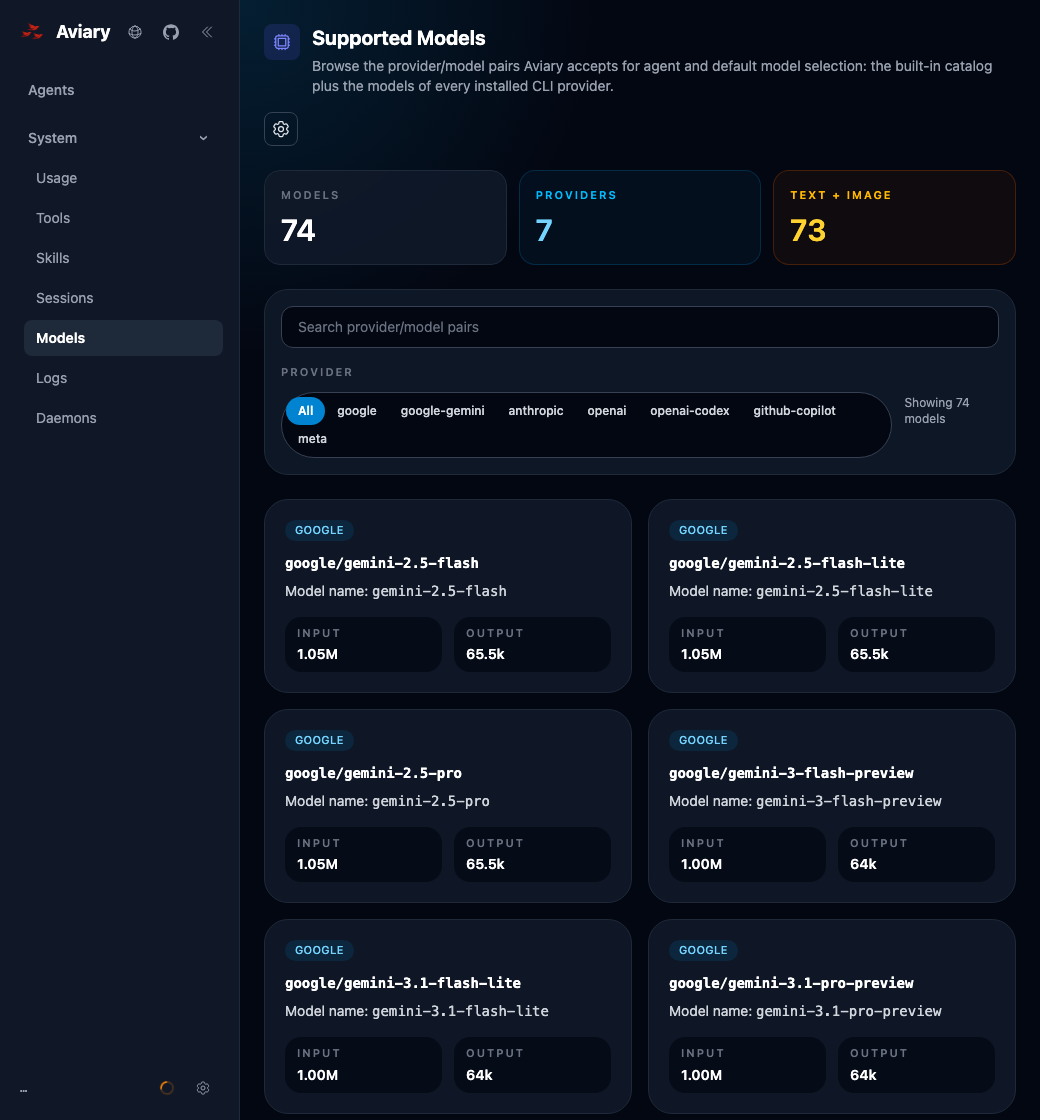 Aviary
Agents
System
Usage
Tools
Skills
Sessions
Models
Logs
Daemons
...
Supported Models
Browse the provider/model pairs Aviary accepts for agent and default model selection: the built-in catalog
plus the models of every installed CLI provider.
MODELS
74
PROVIDERS
7
TEXT + IMAGE
73
Search provider/model pairs
PROVIDER
All google google-gemini anthropic openai openai-codex github-copilot
meta
Showing 74
models
GOOGLE
google/gemini-2.5-flash
Model name: gemini-2.5-flash
INPUT OUTPUT
1.05M 65.5k
GOOGLE
google/gemini-2.5-flash-lite
Model name: gemini-2.5-flash-lite
INPUT OUTPUT
1.05M 65.5k
GOOGLE
google/gemini-2.5-pro
Model name: gemini-2.5-pro
INPUT OUTPUT
1.05M 65.5k
GOOGLE
google/gemini-3-flash-preview
Model name: gemini-3-flash-preview
INPUT OUTPUT
1.00M 64k
GOOGLE
google/gemini-3.1-flash-lite
Model name: gemini-3.1-flash-lite
INPUT OUTPUT
1.00M 64k
GOOGLE
google/gemini-3.1-pro-preview
Model name: gemini-3.1-pro-preview
INPUT OUTPUT
1.00M 64k